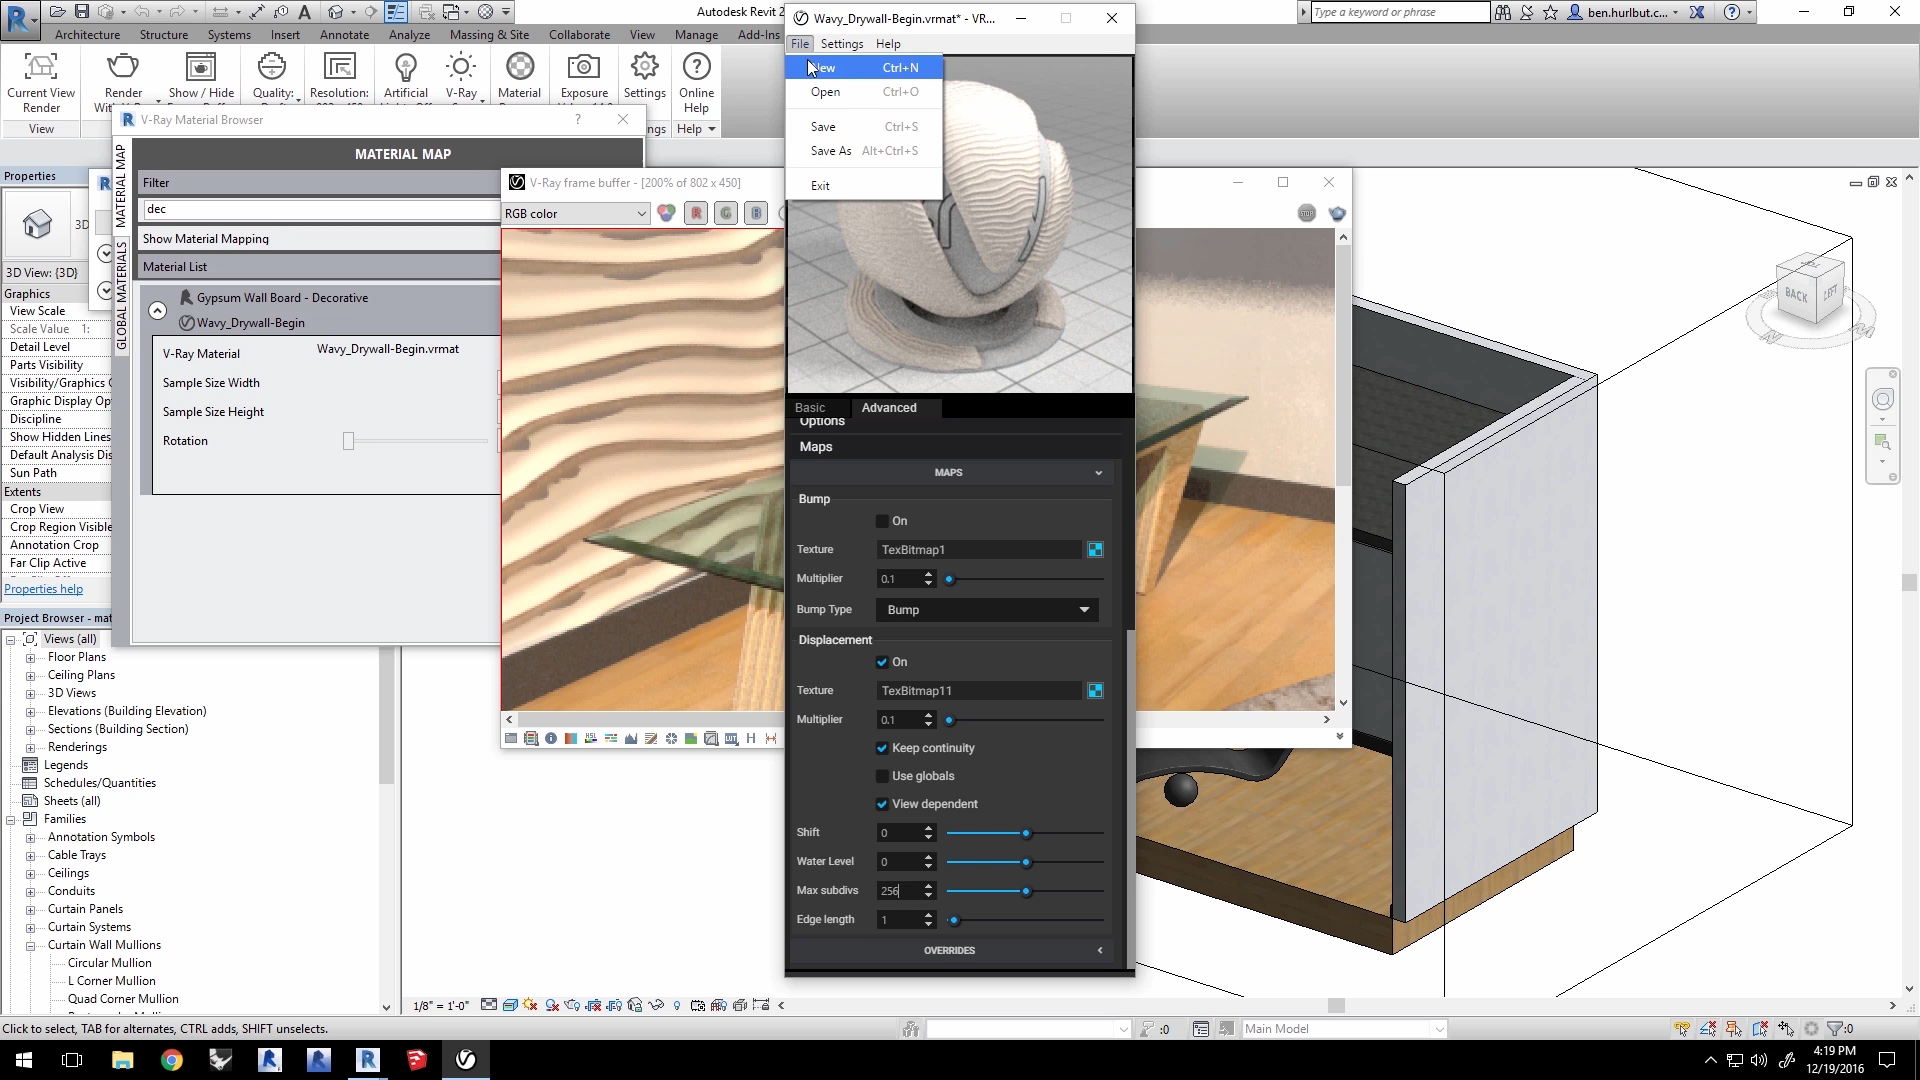 Autodesk Revit 2
Type a keyword or phrase
ben.hurlbut.c...
Architecture
Structure
Systems
Insert
Annotate
Analyze
Massing & Site
Collaborate
View
Manage
Add-Ins
Current View
Render
Render
Show / Hide
Quality:
Resolution:
Artificial
V-Ray
Material
Exposure
Settings
Online
Help
View
Help
V-Ray Material Browser
?
MATERIAL MAP
MATERIAL MAP
GLOBAL MATERIALS
Filter
dec
Show Material Mapping
Material List
Gypsum Wall Board - Decorative
Wavy_Drywall-Begin
V-Ray Material
Wavy_Drywall-Begin.vrmat
Sample Size Width
Sample Size Height
Rotation
V-Ray frame buffer - [200% of 802 x 450]
RGB color
R
G
B
STOP
Wavy_Drywall-Begin.vrmat* - VR...
File
Settings
Help
Ctrl+N
Open
Ctrl+O
Save
Ctrl+S
Save As
Alt+Ctrl+S
Exit
Basic
Advanced
Options
Maps
MAPS
Bump
On
Texture
TexBitmap1
Multiplier
0.1
Bump Type
Bump
Displacement
On
Texture
TexBitmap11
Multiplier
0.1
Keep continuity
Use globals
View dependent
Shift
0
Water Level
0
Max subdivs
256
Edge length
1
OVERRIDES
Properties
3D
3D View: {3D}
Graphics
View Scale
Scale Value 1:
Detail Level
Parts Visibility
Visibility/Graphics
Graphic Display Op
Discipline
Show Hidden Lines
Default Analysis Dis
Sun Path
Extents
Crop View
Crop Region Visible
Annotation Crop
Far Clip Active
Properties help
Project Browser - mat
Views (all)
Floor Plans
Ceiling Plans
3D Views
Elevations (Building Elevation)
Sections (Building Section)
Renderings
Legends
Schedules/Quantities
Sheets (all)
Families
Annotation Symbols
Cable Trays
Ceilings
Conduits
Curtain Panels
Curtain Systems
Curtain Wall Mullions
Circular Mullion
L Corner Mullion
Quad Corner Mullion
BACK
LEFT
1/8" = 1'-0"
Click to select, TAB for alternates, CTRL adds, SHIFT unselects.
:0
Main Model
:0
4:19 PM
12/19/2016